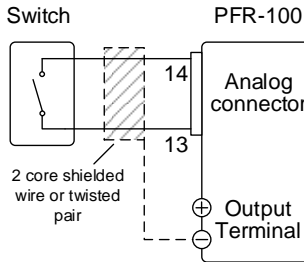 Switch
PFR-100
14
Analog
connector
13
2 core shielded
wire or twisted
pair
Output
Terminal